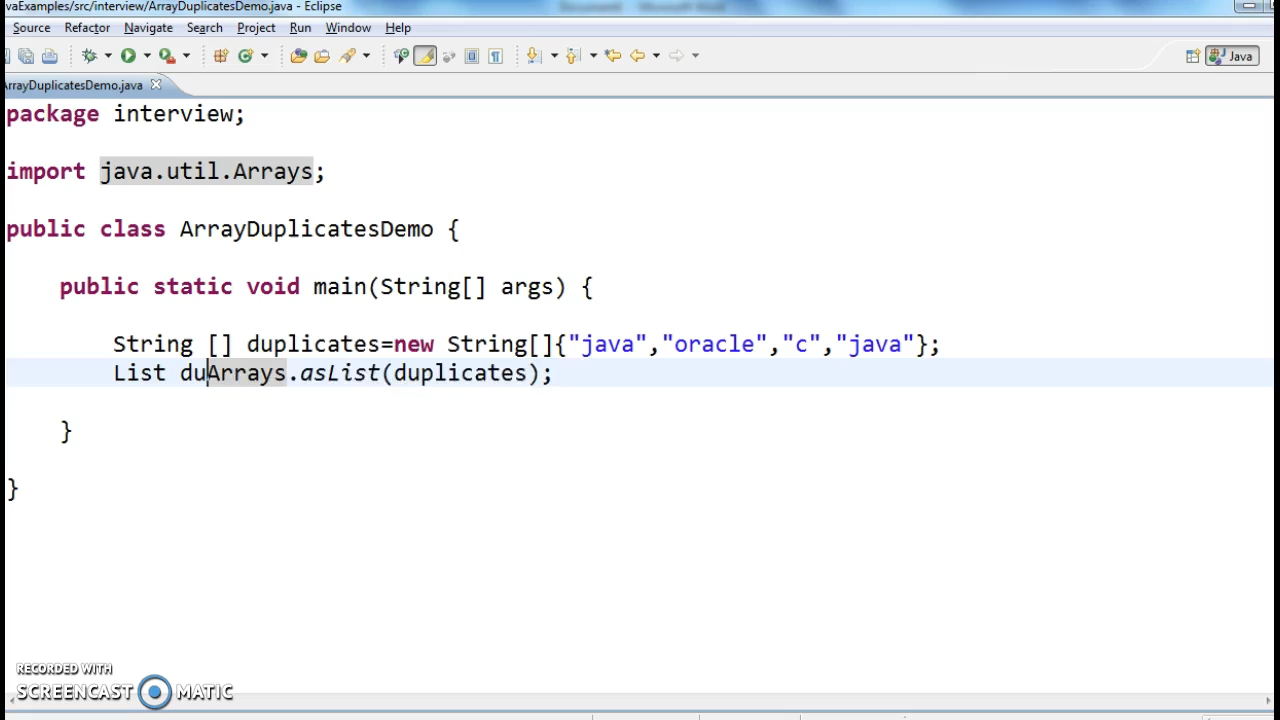 vaExamples/src/interview/ArrayDuplicatesDemo.java - Eclipse
Source Refactor Navigate Search Project Run Window Help
Java
ArrayDuplicatesDemo.java
package interview;
import java.util.Arrays;
public class ArrayDuplicatesDemo {
public static void main(String[] args) {
String [] duplicates=new String[]{"java","oracle","c","java"};
List duArrays.asList(duplicates);
}
}
RECORDED WITH
SCREENCAST MATIC